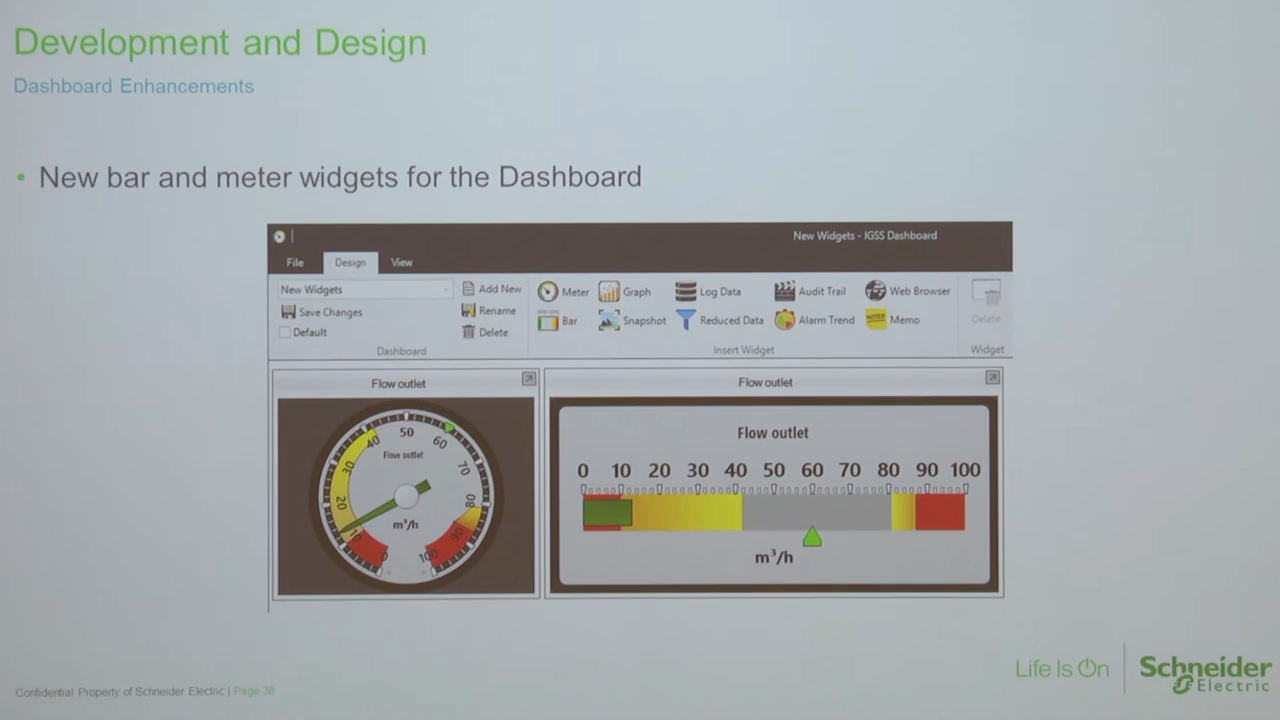 Development and Design
Dashboard Enhancements
• New bar and meter widgets for the Dashboard
New Widgets - IGSS Dashboard
File Design View
New Widgets
Save Changes
Default
Add New
Rename
Delete
Dashboard
Meter Graph Log Data Audit Trail Web Browser
Bar Snapshot Reduced Data Alarm Trend Memo
Insert Widget
Delete
Widget
Flow outlet
0 10 20 30 40 50 60 70 80 90 100
Flow outlet
m³/h
Flow outlet
Flow outlet
0 10 20 30 40 50 60 70 80 90 100
m³/h
Confidential Property of Schneider Electric | Page 38
Life Is On
Schneider
Electric